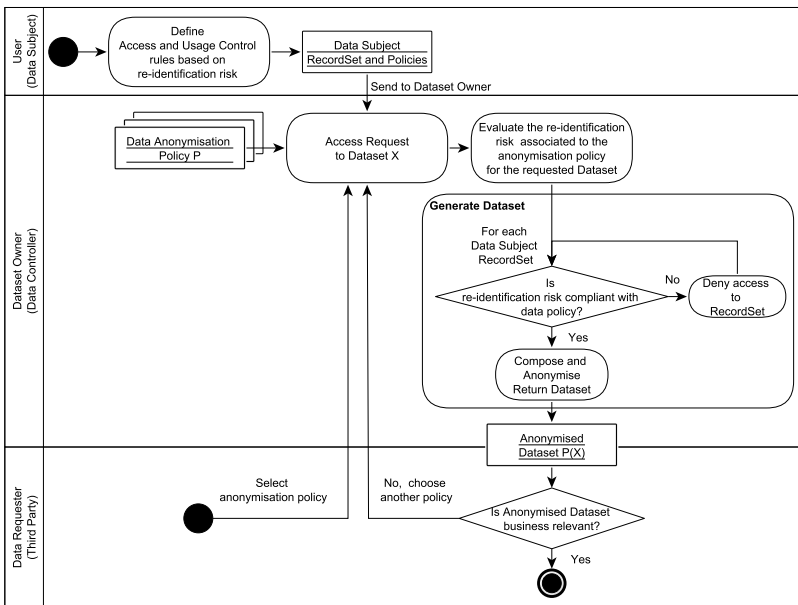 User
(Data Subject)
Define
Access and Usage Control
rules based on
re-identification risk
Data Subject
RecordSet and Policies
Send to Dataset Owner
Dataset Owner
(Data Controller)
Data Anonymisation
Policy P
Access Request
to Dataset X
Evaluate the re-identification
risk associated to the
anonymisation policy
for the requested Dataset
Generate Dataset
For each
Data Subject
RecordSet
Is
re-identification risk compliant with
data policy?
No
Deny access
to
RecordSet
Yes
Compose and
Anonymise
Return Dataset
Anonymised
Dataset P(X)
Data Requester
(Third Party)
Select
anonymisation policy
No, choose
another policy
Is Anonymised Dataset
business relevant?
Yes